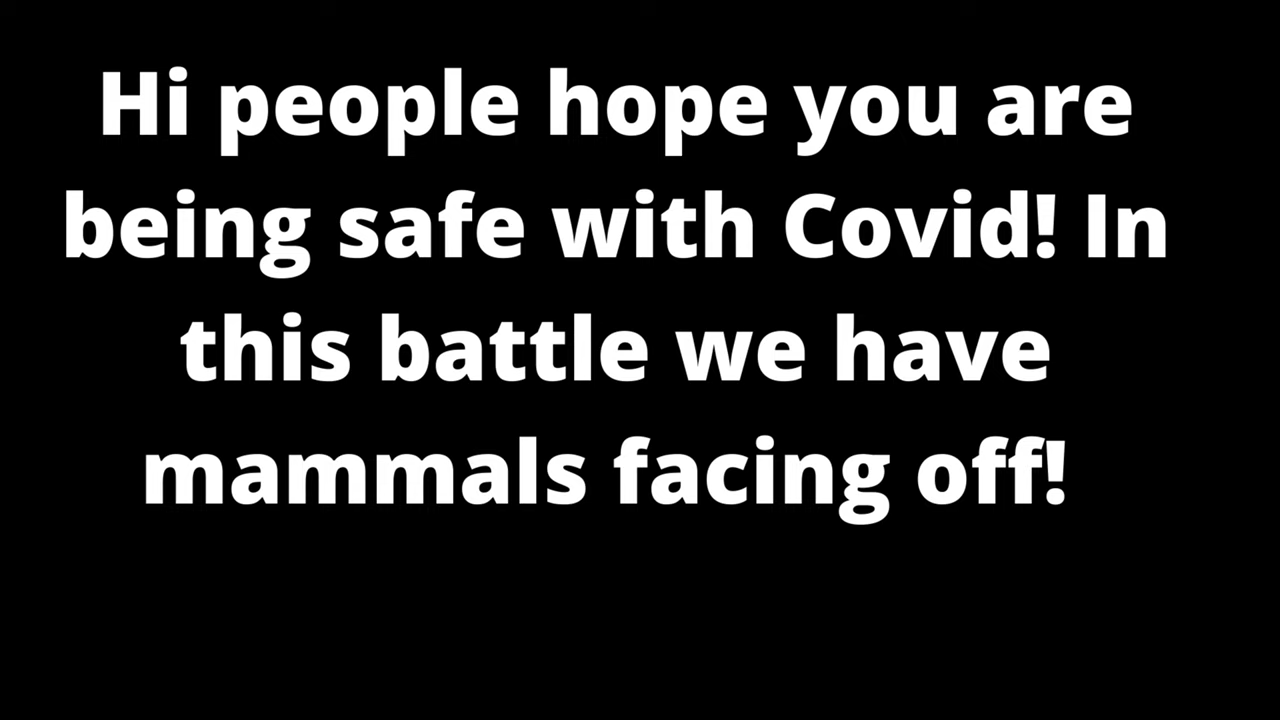 Hi people hope you are
being safe with Covid! In
this battle we have
mammals facing off!